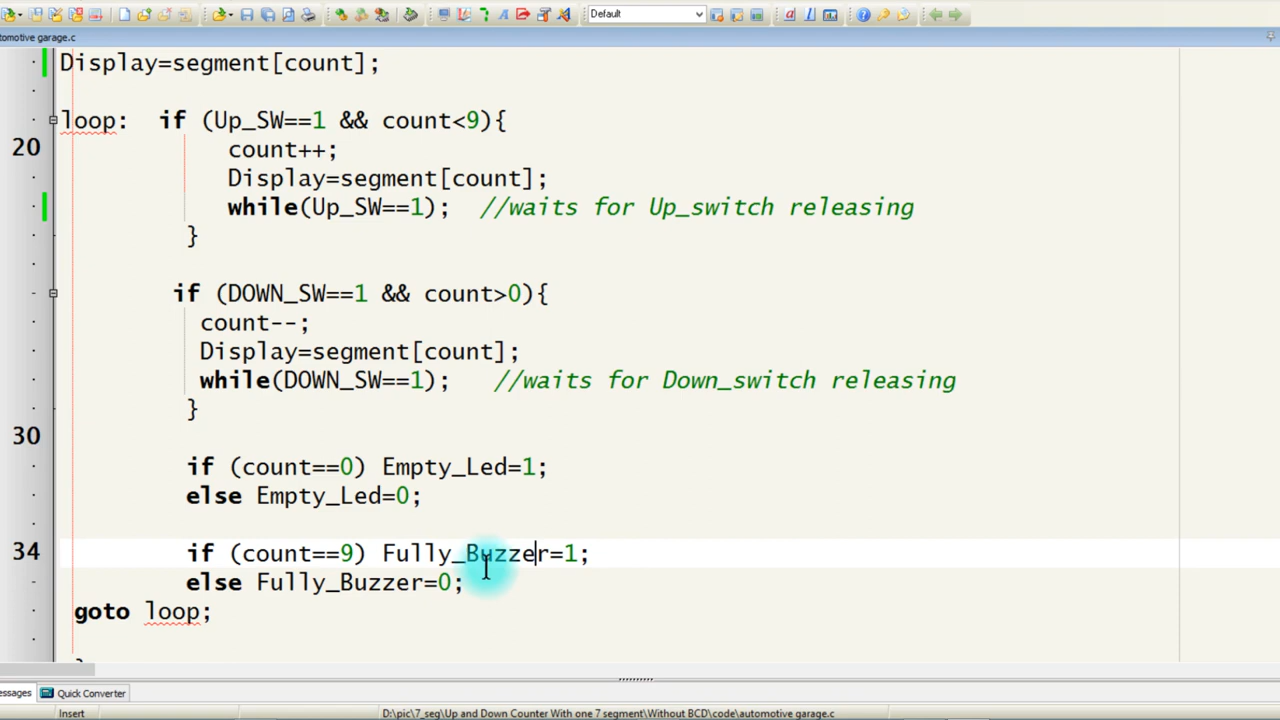 Default
utomotive garage.c
Display=segment[count];
loop: if (Up_SW==1 && count<9){
20
count++;
Display=segment[count];
while(Up_SW==1); //waits for Up_switch releasing
}
if (DOWN_SW==1 && count>0){
count--;
Display=segment[count];
while(DOWN_SW==1); //waits for Down_switch releasing
}
30
if (count==0) Empty_Led=1;
else Empty_Led=0;
34 if (count==9) Fully_Buzzer=1;
else Fully_Buzzer=0;
goto loop;
essages Quick Converter
Insert D:\pic\7_seg\Up and Down Counter With one 7 segment\Without BCD\code\automotive garage.c